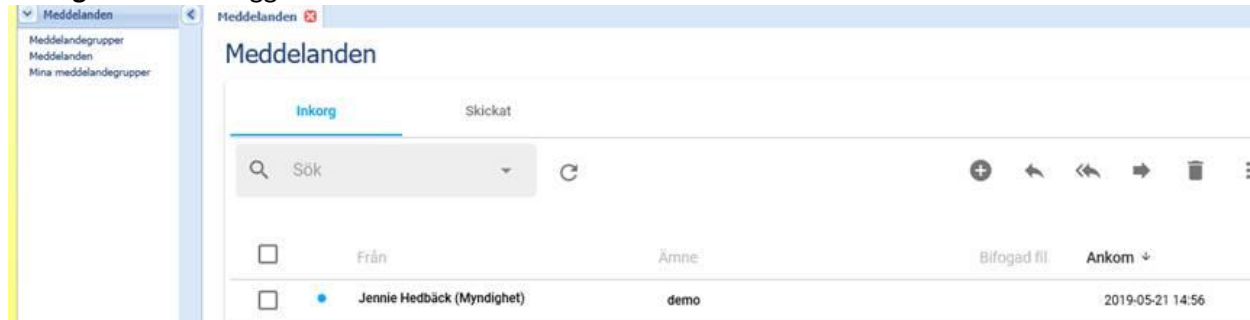 Meddelanden
Meddelandegrupper
Meddelanden
Mina meddelandegrupper
Meddelanden
Meddelanden
Inkorg Skickat
Sök
Från Ämne Bifogad fil Ankom
Jennie Hedbäck (Myndighet) demo 2019-05-21 14:56